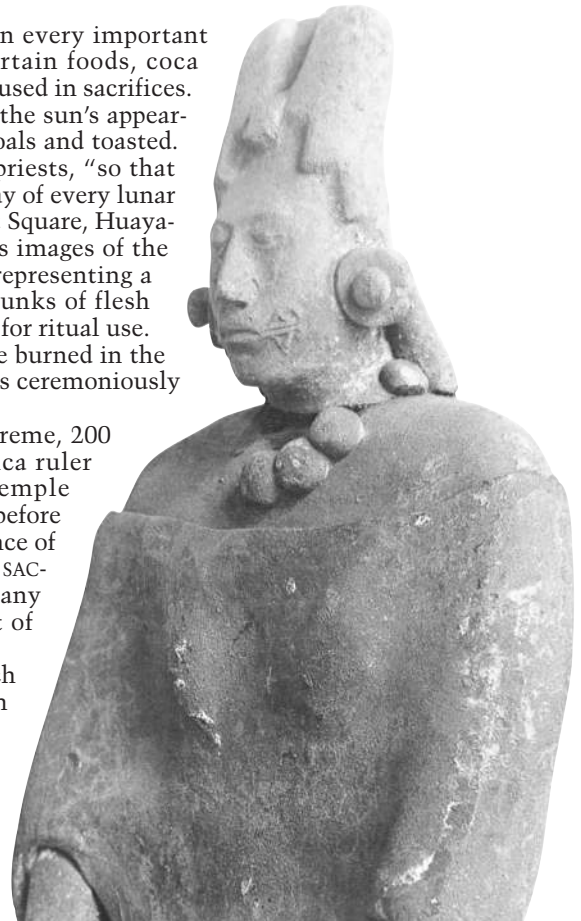 n every important
rtain foods, coca
used in sacrifices.
the sun's appear-
oals and toasted.
priests, "so that
ay of every lunar
Square, Huaya-
s images of the
representing a
unks of flesh
for ritual use.
e burned in the
s ceremoniously
reme, 200
ca ruler
emple
before
nce of
SAC-
any
t of
h
n